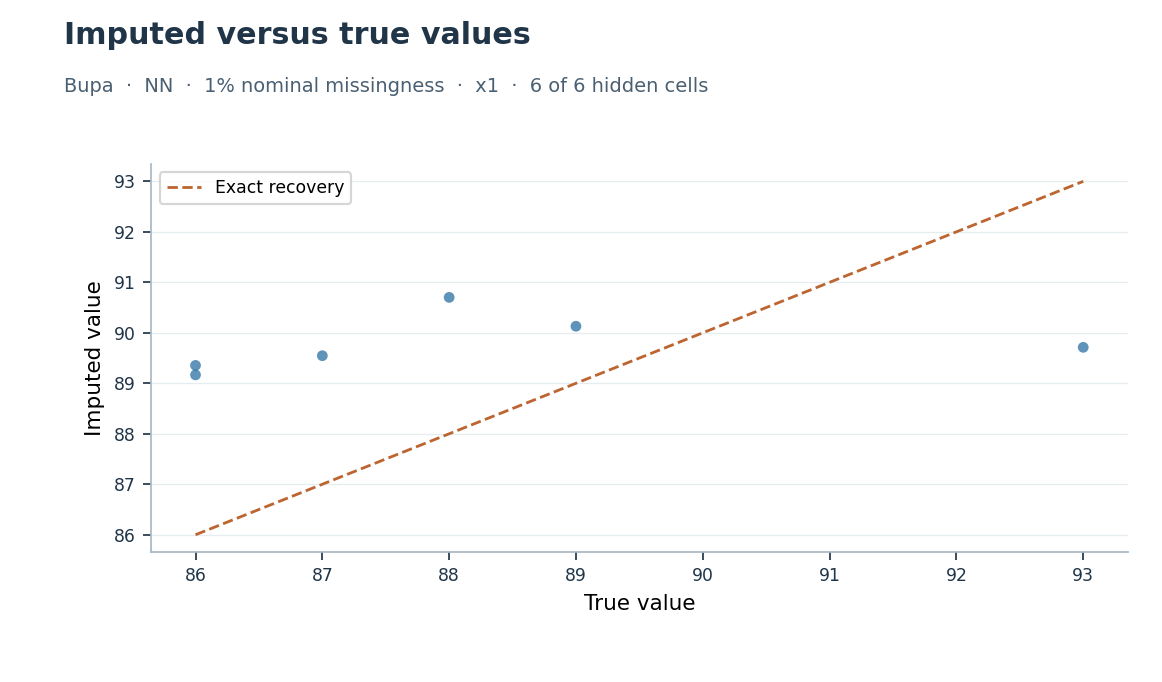 Imputed versus true values
Bupa · NN · 1% nominal missingness · x1 · 6 of 6 hidden cells
Exact recovery
93
92
91
90
89
88
87
86
Imputed value
86 87 88 89 90 91 92 93
True value